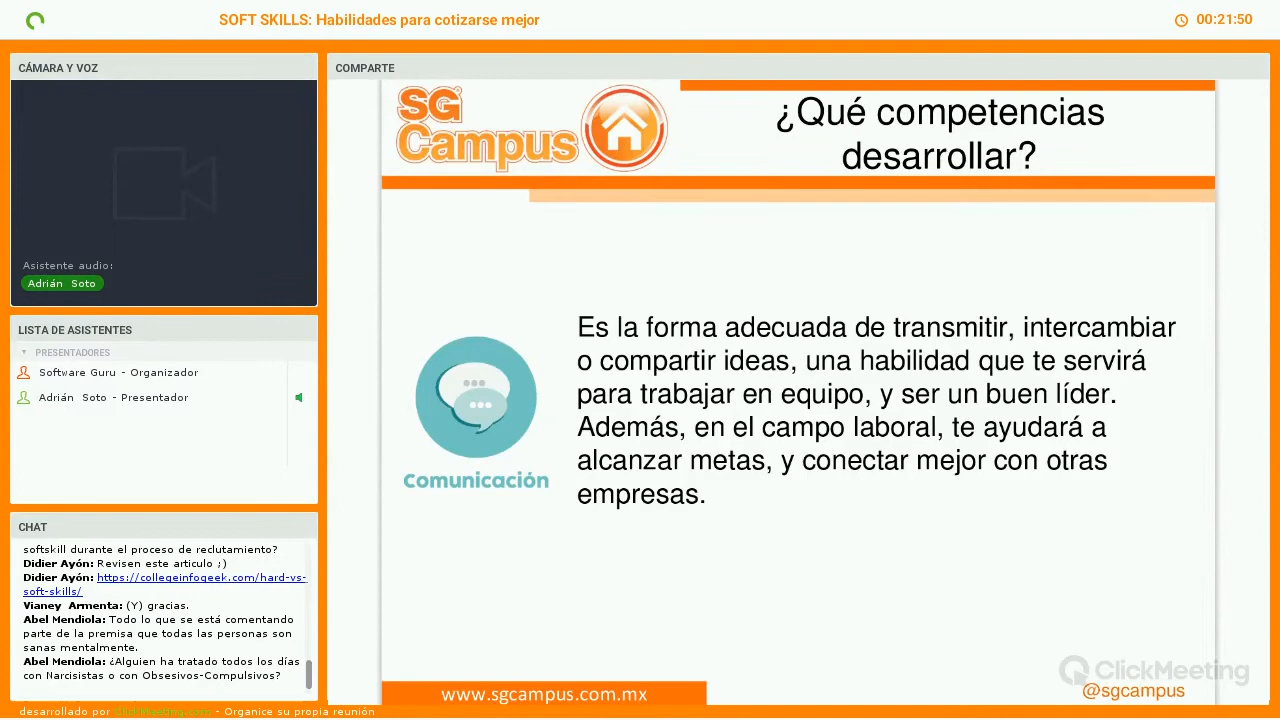 SOFT SKILLS: Habilidades para cotizarse mejor
00:21:50
CÁMARA Y VOZ
Asistente audio:
Adrián Soto
LISTA DE ASISTENTES
PRESENTADORES
Software Guru - Organizador
Adrián Soto - Presentador
CHAT
softskill durante el proceso de reclutamiento?
Didier Ayón: Revisen este articulo ;)
Didier Ayón: https://collegeinfogeek.com/hard-vs-
soft-skills/
Vianey Armenta: (Y) gracias.
Abel Mendiola: Todo lo que se está comentando
parte de la premisa que todas las personas son
sanas mentalmente.
Abel Mendiola: ¿Alguien ha tratado todos los días
con Narcisistas o con Obsesivos-Compulsivos?
COMPARTE
SG
Campus
¿Qué competencias
desarrollar?
Es la forma adecuada de transmitir, intercambiar
o compartir ideas, una habilidad que te servirá
para trabajar en equipo, y ser un buen líder.
Además, en el campo laboral, te ayudará a
alcanzar metas, y conectar mejor con otras
empresas.
Comunicación
ClickMeeting
www.sgcampus.com.mx
@sgcampus
desarrollado por ClickMeeting.com - Organice su propia reunión